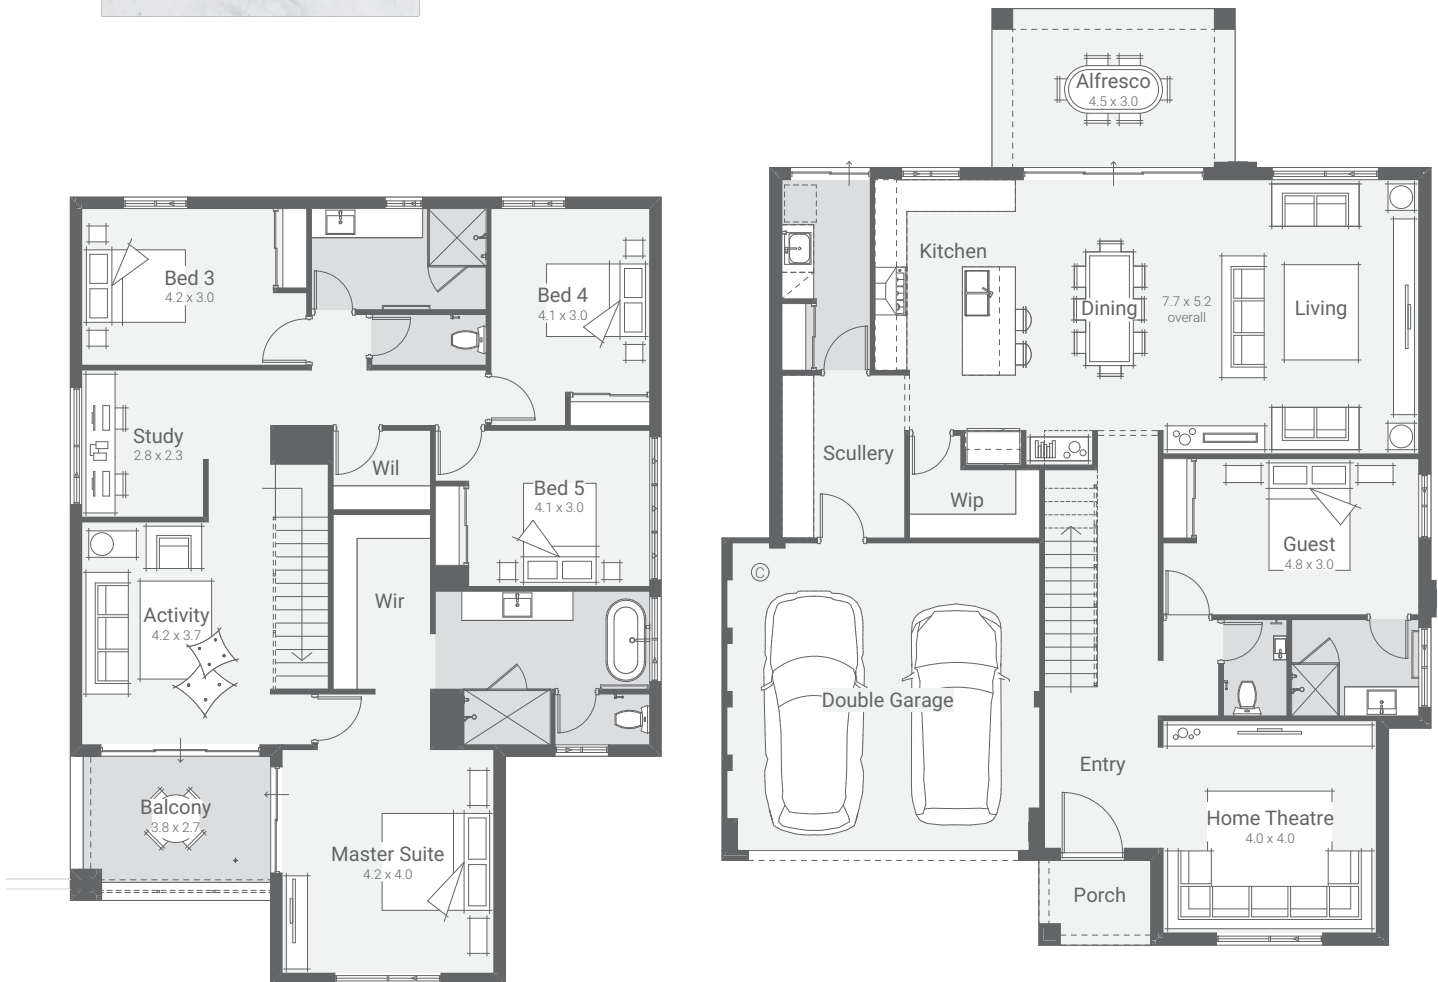 Bed 3
4.2 x 3.0
Bed 4
4.1 x 3.0
Study
2.8 x 2.3
Wil
Bed 5
4.1 x 3.0
Wir
Activity
4.2 x 3.7
Balcony
3.8 x 2.7
Master Suite
4.2 x 4.0
Alfresco
4.5 x 3.0
Kitchen
Dining
7.7 x 5.2
overall
Living
Scullery
Wip
Guest
4.8 x 3.0
C
Double Garage
Entry
Home Theatre
4.0 x 4.0
Porch